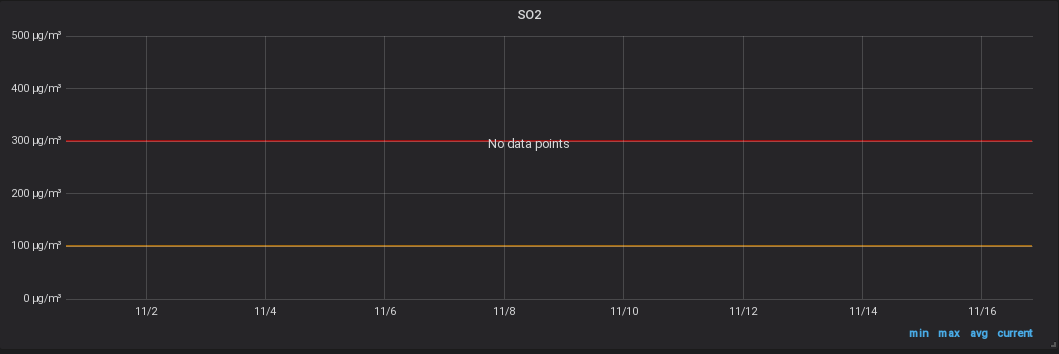 SO2
500 µg/m³
400 µg/m³
300 µg/m³
No data points
200 µg/m³
100 µg/m³
0 µg/m³
11/2 11/4 11/6 11/8 11/10 11/12 11/14 11/16
min max avg current